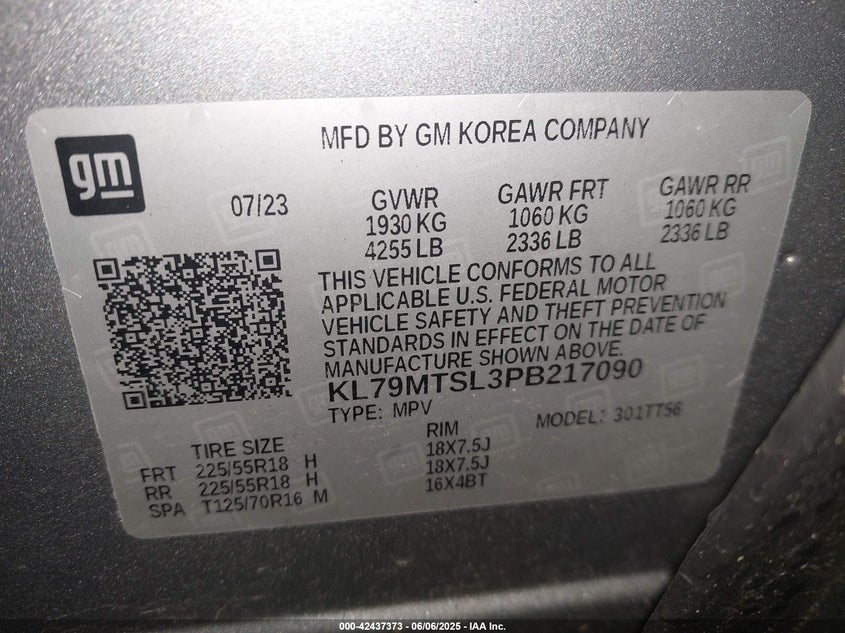 gm
MFD BY GM KOREA COMPANY
07/23
GVWR
1930 KG
4255 LB
GAWR FRT
1060 KG
2336 LB
GAWR RR
1060 KG
2336 LB
THIS VEHICLE CONFORMS TO ALL
APPLICABLE U.S. FEDERAL MOTOR
VEHICLE SAFETY AND THEFT PREVENTION
STANDARDS IN EFFECT ON THE DATE OF
MANUFACTURE SHOWN ABOVE.
KL79MTSL3PB217090
TYPE: MPV
MODEL: 301TT56
TIRE SIZE
RIM
FRT 225/55R18 H 18X7.5J
RR 225/55R18 H 18X7.5J
SPA T125/70R16 M 16X4BT
000-42437373 - 06/06/2025 - IAA Inc.